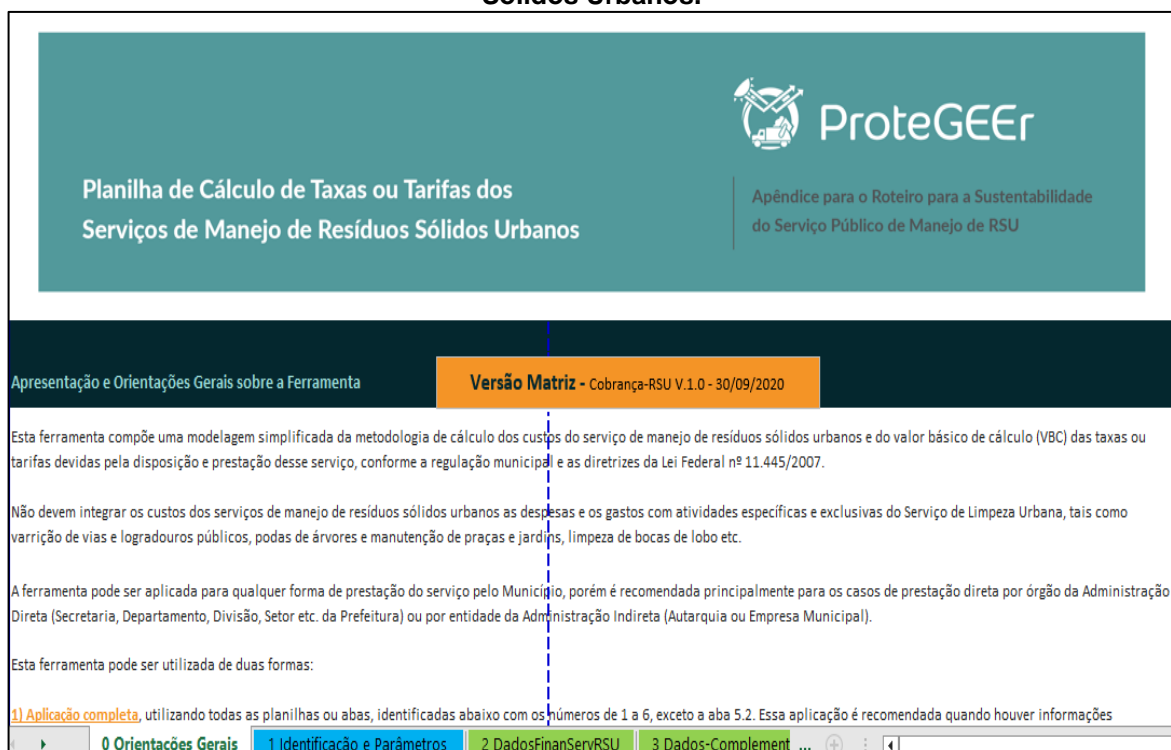 Sólidos Urbanos.
ProteGEEr
Planilha de Cálculo de Taxas ou Tarifas dos
Serviços de Manejo de Resíduos Sólidos Urbanos
Apêndice para o Roteiro para a Sustentabilidade
do Serviço Público de Manejo de RSU
Apresentação e Orientações Gerais sobre a Ferramenta
Versão Matriz - Cobrança-RSU V.1.0 - 30/09/2020
Esta ferramenta compõe uma modelagem simplificada da metodologia de cálculo dos custos do serviço de manejo de resíduos sólidos urbanos e do valor básico de cálculo (VBC) das taxas ou
tarifas devidas pela disposição e prestação desse serviço, conforme a regulação municipal e as diretrizes da Lei Federal nº 11.445/2007.
Não devem integrar os custos dos serviços de manejo de resíduos sólidos urbanos as despesas e os gastos com atividades específicas e exclusivas do Serviço de Limpeza Urbana, tais como
varrição de vias e logradouros públicos, podas de árvores e manutenção de praças e jardins, limpeza de bocas de lobo etc.
A ferramenta pode ser aplicada para qualquer forma de prestação do serviço pelo Município, porém é recomendada principalmente para os casos de prestação direta por órgão da Administração
Direta (Secretaria, Departamento, Divisão, Setor etc. da Prefeitura) ou por entidade da Administração Indireta (Autarquia ou Empresa Municipal).
Esta ferramenta pode ser utilizada de duas formas:
1) Aplicação completa, utilizando todas as planilhas ou abas, identificadas abaixo com os números de 1 a 6, exceto a aba 5.2. Essa aplicação é recomendada quando houver informações
0 Orientações Gerais 1 Identificação e Parâmetros 2 DadosFinanServRSU 3 Dados-Complement ...